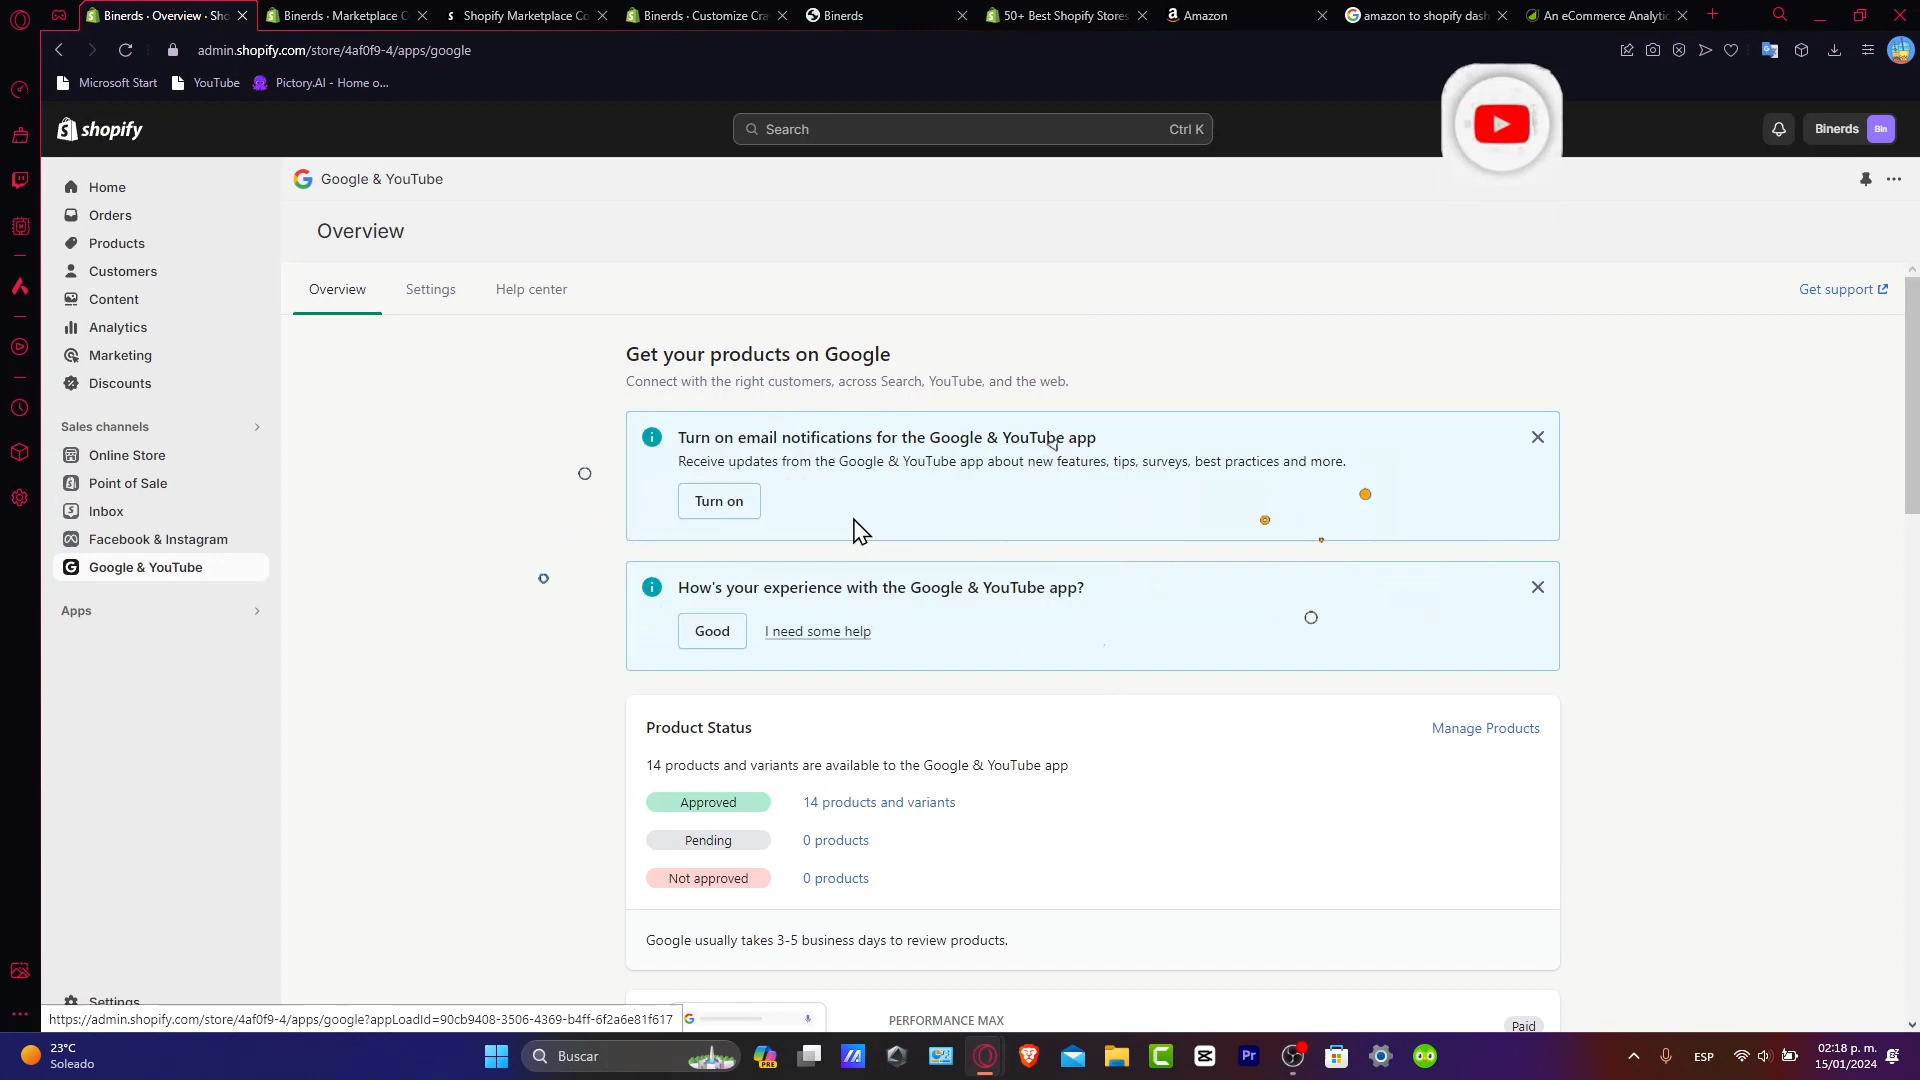 Binerds · Overview · Sho
Binerds · Marketplace C
Shopify Marketplace Co
Binerds · Customize Cra
Binerds
50+ Best Shopify Stores
Amazon
amazon to shopify dash
An eCommerce Analytic
admin.shopify.com/store/4af0f9-4/apps/google
Microsoft Start
YouTube
Pictory.AI - Home o...
shopify
Search
Ctrl K
Binerds
Bin
Home
Orders
Products
Customers
Content
Analytics
Marketing
Discounts
Sales channels
Online Store
Point of Sale
Inbox
Facebook & Instagram
Google & YouTube
Apps
Settings
Google & YouTube
Overview
Overview
Settings
Help center
Get support
Get your products on Google
Connect with the right customers, across Search, YouTube, and the web.
Turn on email notifications for the Google & YouTube app
Receive updates from the Google & YouTube app about new features, tips, surveys, best practices and more.
Turn on
How's your experience with the Google & YouTube app?
Good
I need some help
Product Status
Manage Products
14 products and variants are available to the Google & YouTube app
Approved
14 products and variants
Pending
0 products
Not approved
0 products
Google usually takes 3-5 business days to review products.
PERFORMANCE MAX
Paid
https://admin.shopify.com/store/4af0f9-4/apps/google?appLoadId=90cb9408-3506-4369-b4ff-6f2a6e81f617
23°C
Soleado
Buscar
PRE
Pr
ESP
02:18 p. m.
15/01/2024